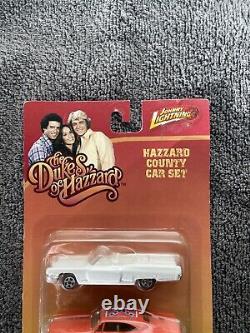 JOHNNY
LIGHTNING
The
Dukes
of Hazzard
HAZZARD
COUNTY
CAR SET